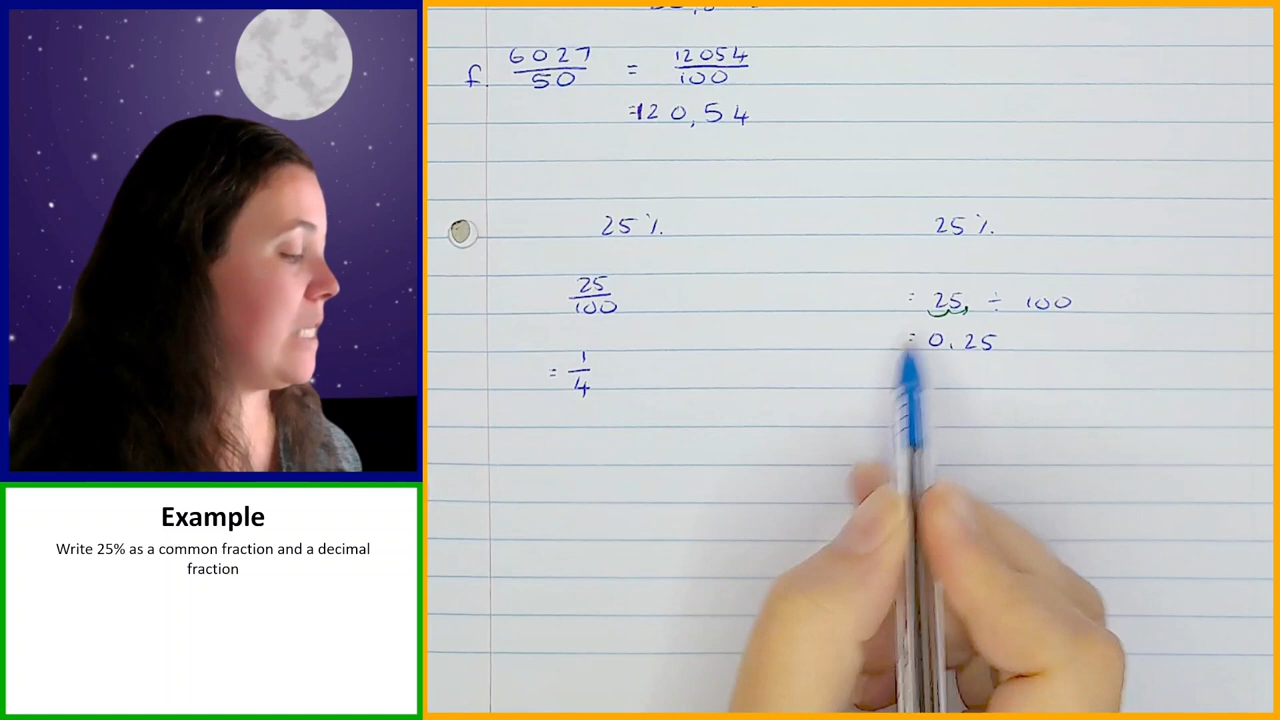 f. 6027/50 = 12054/100
=120,54
25%
25/100
= 1/4
25%
= 25, ÷ 100
= 0.25
Example
Write 25% as a common fraction and a decimal
fraction